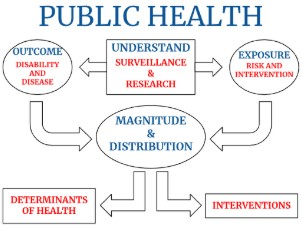 PUBLIC HEALTH
OUTCOME
DISABILITY
AND
DISEASE
UNDERSTAND
SURVEILLANCE
&
RESEARCH
EXPOSURE
RISK AND
INTERVENTION
MAGNITUDE
&
DISTRIBUTION
DETERMINANTS
OF HEALTH
INTERVENTIONS